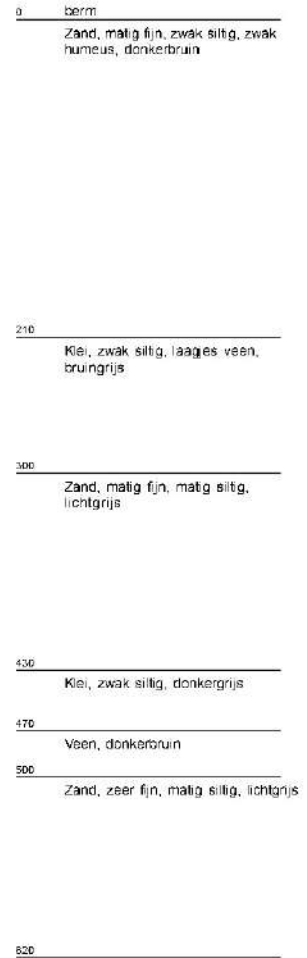 0 berm
Zand, matig fijn, zwak siltig, zwak
humeus, donkerbruin
210
Klei, zwak siltig, laagjes veen,
bruingrijs
300
Zand, matig fijn, matig siltig,
lichtgrijs
430
Klei, zwak siltig, donkergrijs
470
Veen, donkerbruin
500
Zand, zeer fijn, matig siltig, lichtgrijs
620